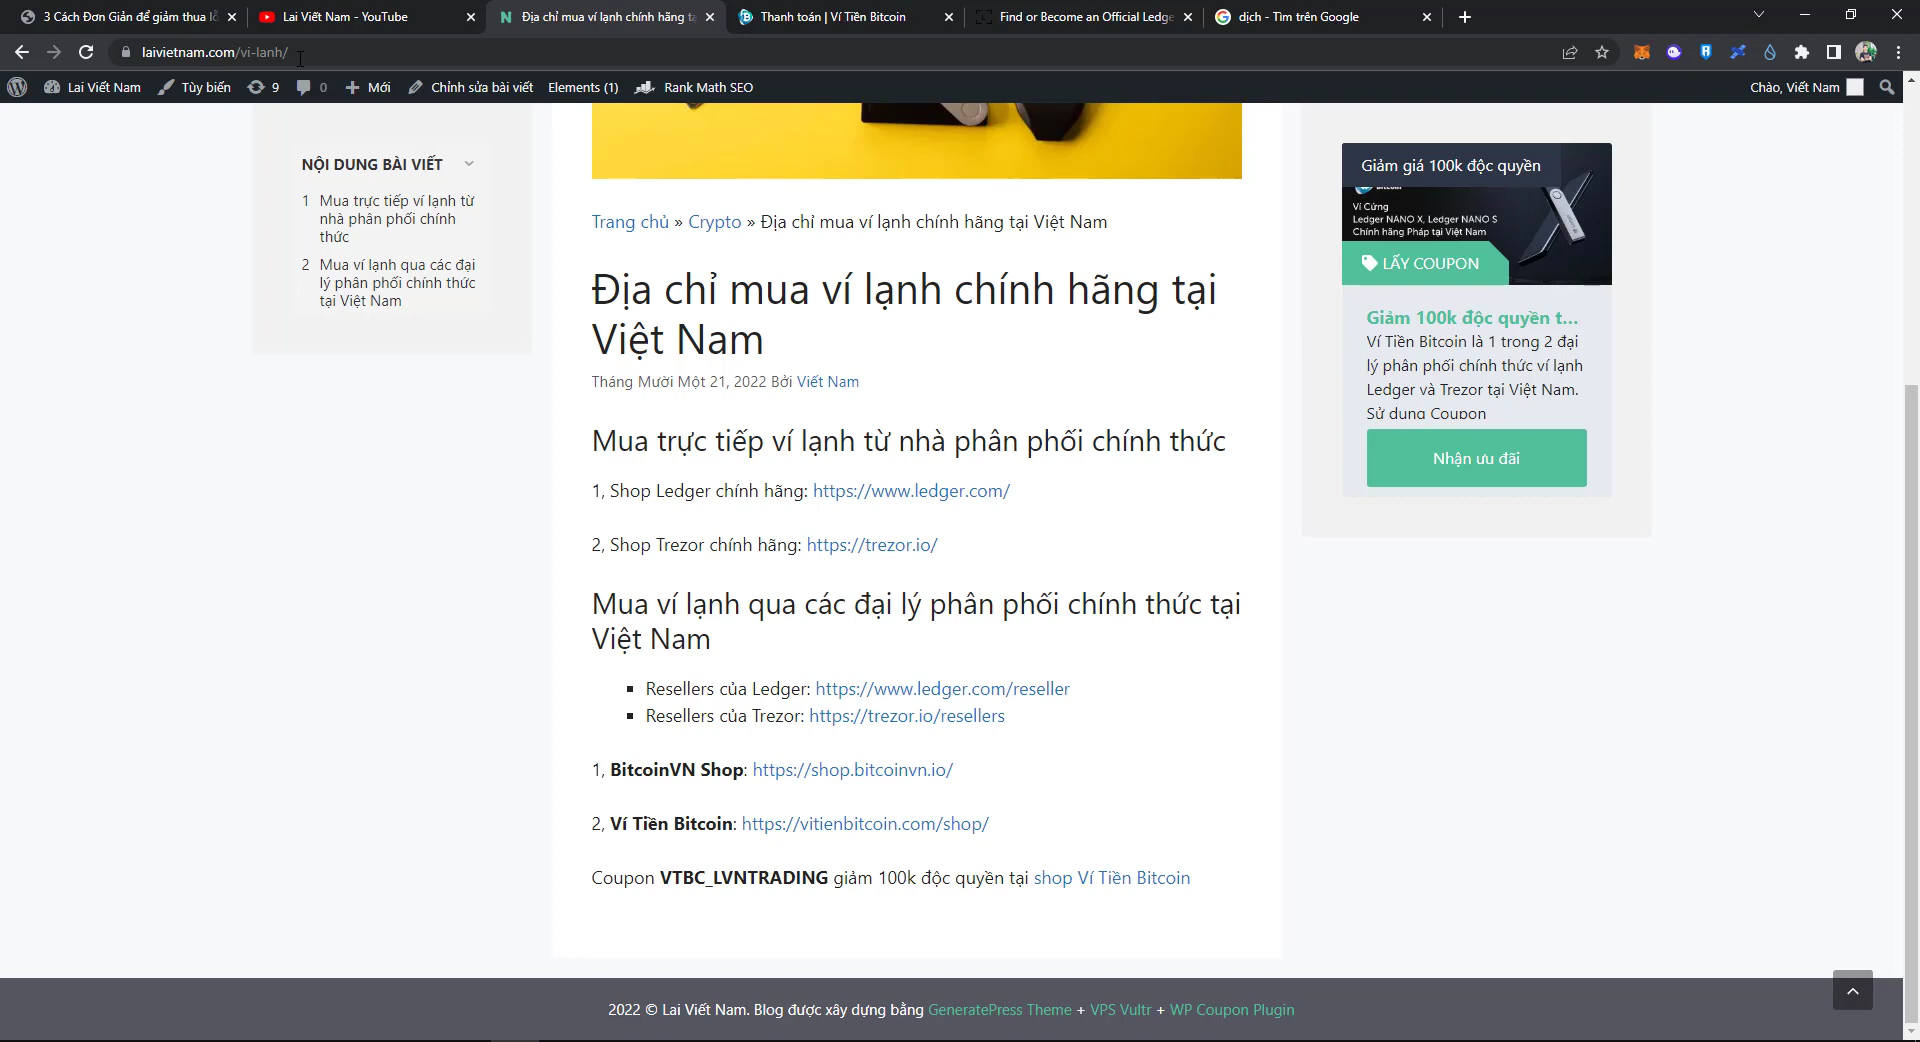 3 Cách Đơn Giản để giảm thua lỗ
Lai Viết Nam - YouTube
Địa chỉ mua ví lạnh chính hãng tạ
Thanh toán | Ví Tiền Bitcoin
Find or Become an Official Ledge
dịch - Tìm trên Google
laivietnam.com/vi-lanh/
Lai Viết Nam
Tùy biến
9
0
Mới
Chỉnh sửa bài viết
Elements (1)
Rank Math SEO
Chào, Viết Nam
NỘI DUNG BÀI VIẾT
1 Mua trực tiếp ví lạnh từ
nhà phân phối chính
thức
2 Mua ví lạnh qua các đại
lý phân phối chính thức
tại Việt Nam
Trang chủ » Crypto » Địa chỉ mua ví lạnh chính hãng tại Việt Nam
Địa chỉ mua ví lạnh chính hãng tại
Việt Nam
Tháng Mười Một 21, 2022 Bởi Viết Nam
Mua trực tiếp ví lạnh từ nhà phân phối chính thức
1, Shop Ledger chính hãng: https://www.ledger.com/
2, Shop Trezor chính hãng: https://trezor.io/
Mua ví lạnh qua các đại lý phân phối chính thức tại
Việt Nam
▪ Resellers của Ledger: https://www.ledger.com/reseller
▪ Resellers của Trezor: https://trezor.io/resellers
1, BitcoinVN Shop: https://shop.bitcoinvn.io/
2, Ví Tiền Bitcoin: https://vitienbitcoin.com/shop/
Coupon VTBC_LVNTRADING giảm 100k độc quyền tại shop Ví Tiền Bitcoin
Giảm giá 100k độc quyền
Ví Cứng
Ledger NANO X, Ledger NANO S
Chính hãng Pháp tại Việt Nam
LẤY COUPON
Giảm 100k độc quyền t...
Ví Tiền Bitcoin là 1 trong 2 đại
lý phân phối chính thức ví lạnh
Ledger và Trezor tại Việt Nam.
Sử dụng Coupon
Nhận ưu đãi
2022 © Lai Viết Nam. Blog được xây dựng bằng GeneratePress Theme + VPS Vultr + WP Coupon Plugin